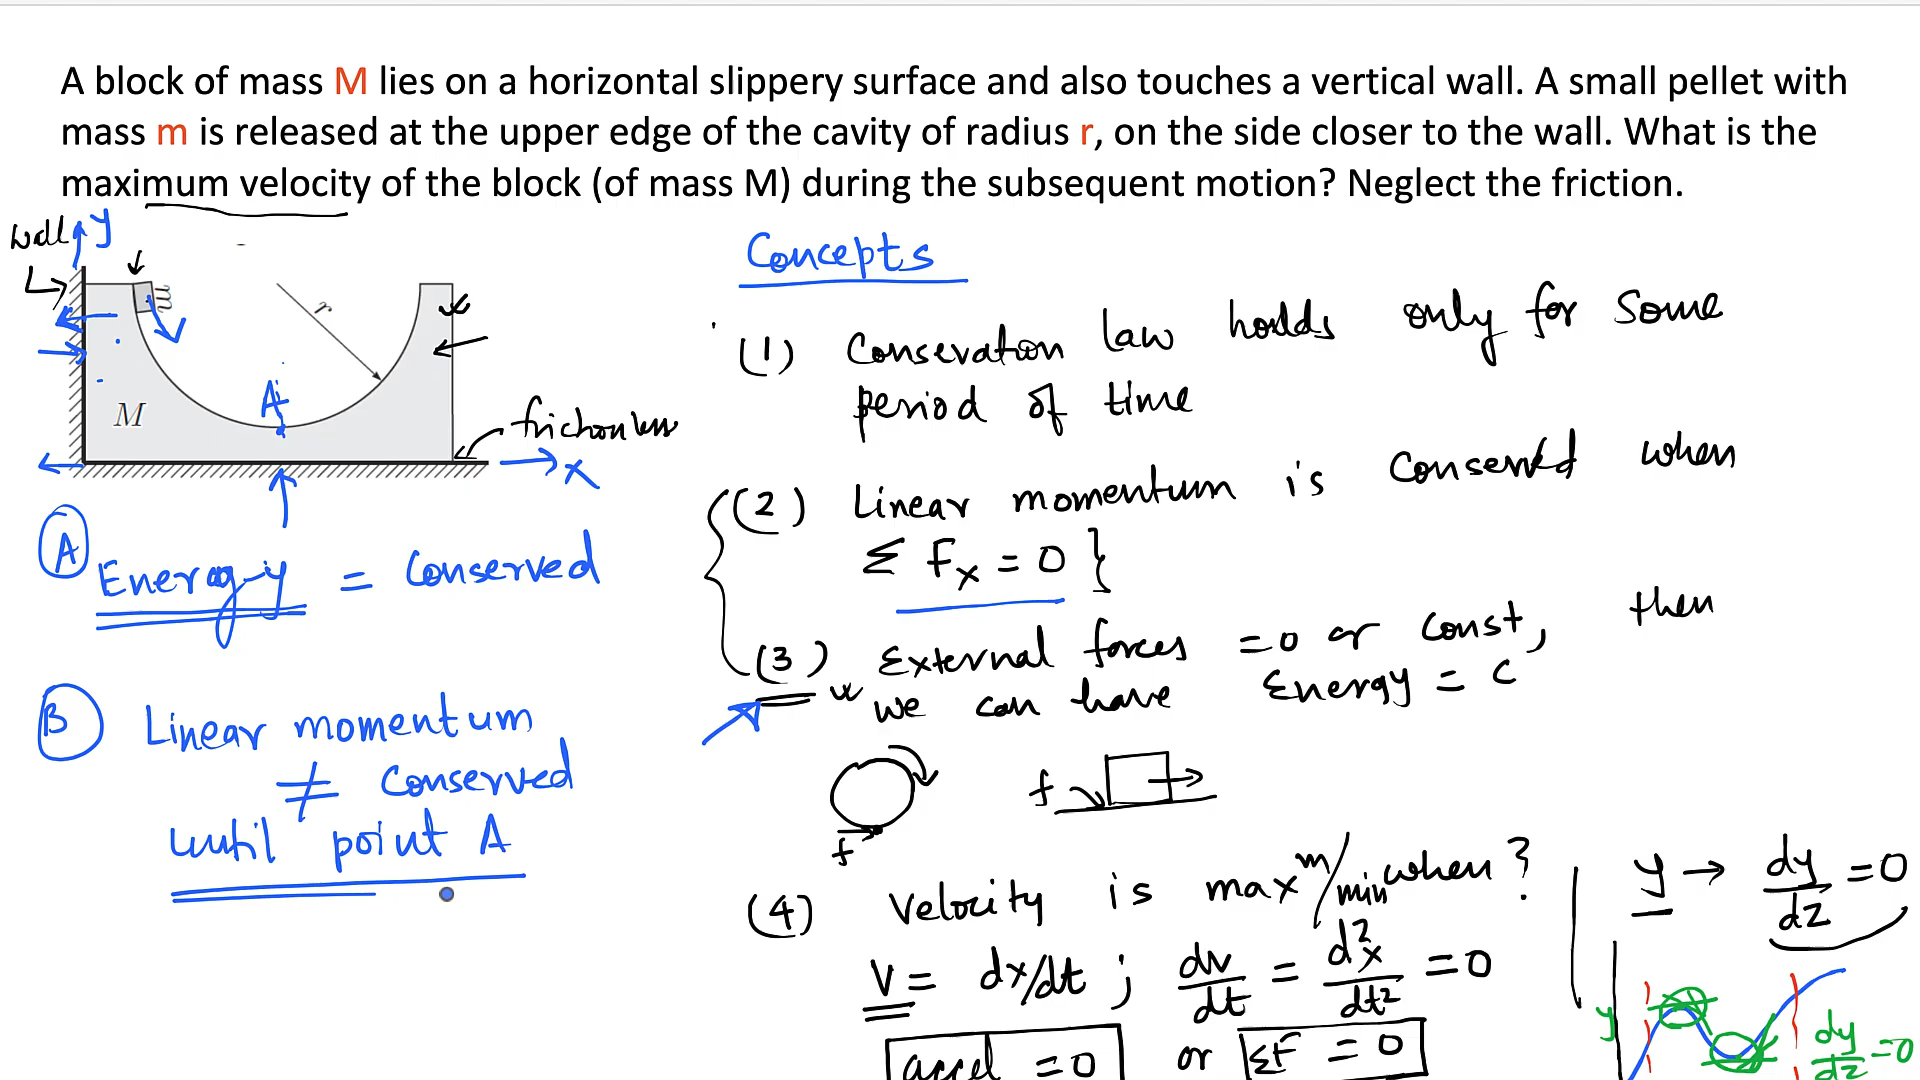 A block of mass M lies on a horizontal slippery surface and also touches a vertical wall. A small pellet with
mass m is released at the upper edge of the cavity of radius r, on the side closer to the wall. What is the
maximum velocity of the block (of mass M) during the subsequent motion? Neglect the friction.
wall
y
m
r
A
M
frictionless
x
A
Energy = Conserved
B
Linear momentum
≠ Conserved
until point A
Concepts
(1) Consevation law holds only for some
period of time
(2) Linear momentum is conserved when
Σ Fx = 0 }
(3) External forces = 0 or const, then
we can have Energy = C
f
f
(4) Velocity is max^m/min when?
V = dx/dt ; dv/dt = d²x/dt² = 0
accel = 0 or ΣF = 0
y → dy/dz = 0
y
dy/dz = 0